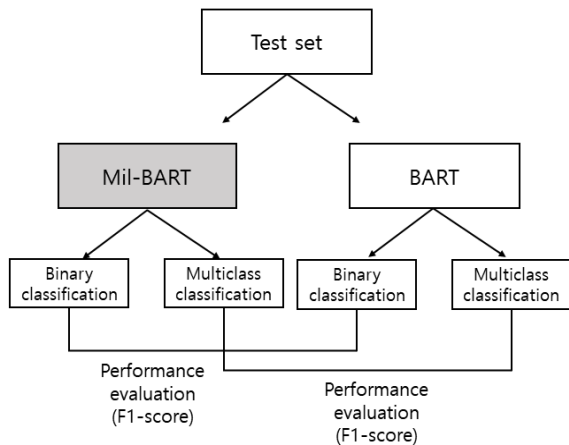 Test set
Mil-BART
BART
Binary
classification
Multiclass
classification
Binary
classification
Multiclass
classification
Performance
evaluation
(F1-score)
Performance
evaluation
(F1-score)